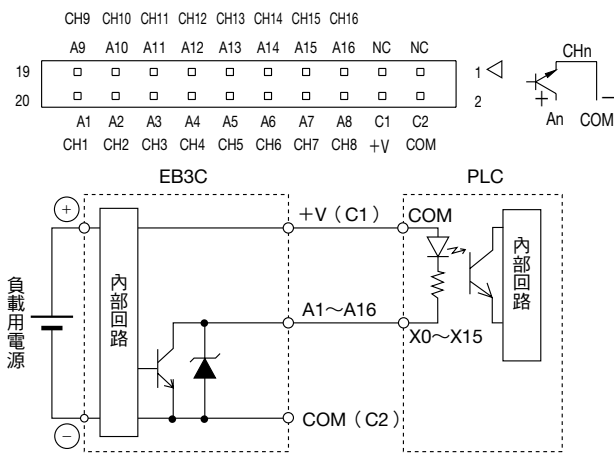 CH9 CH10 CH11 CH12 CH13 CH14 CH15 CH16
A9 A10 A11 A12 A13 A14 A15 A16 NC NC
19 1
20 2
A1 A2 A3 A4 A5 A6 A7 A8 C1 C2
CH1 CH2 CH3 CH4 CH5 CH6 CH7 CH8 +V COM
CHn
+ −
An COM
EB3C
PLC
+
+V（C1）
COM
負載用電源
內部回路
內部回路
A1～A16
X0～X15
COM（C2）
−